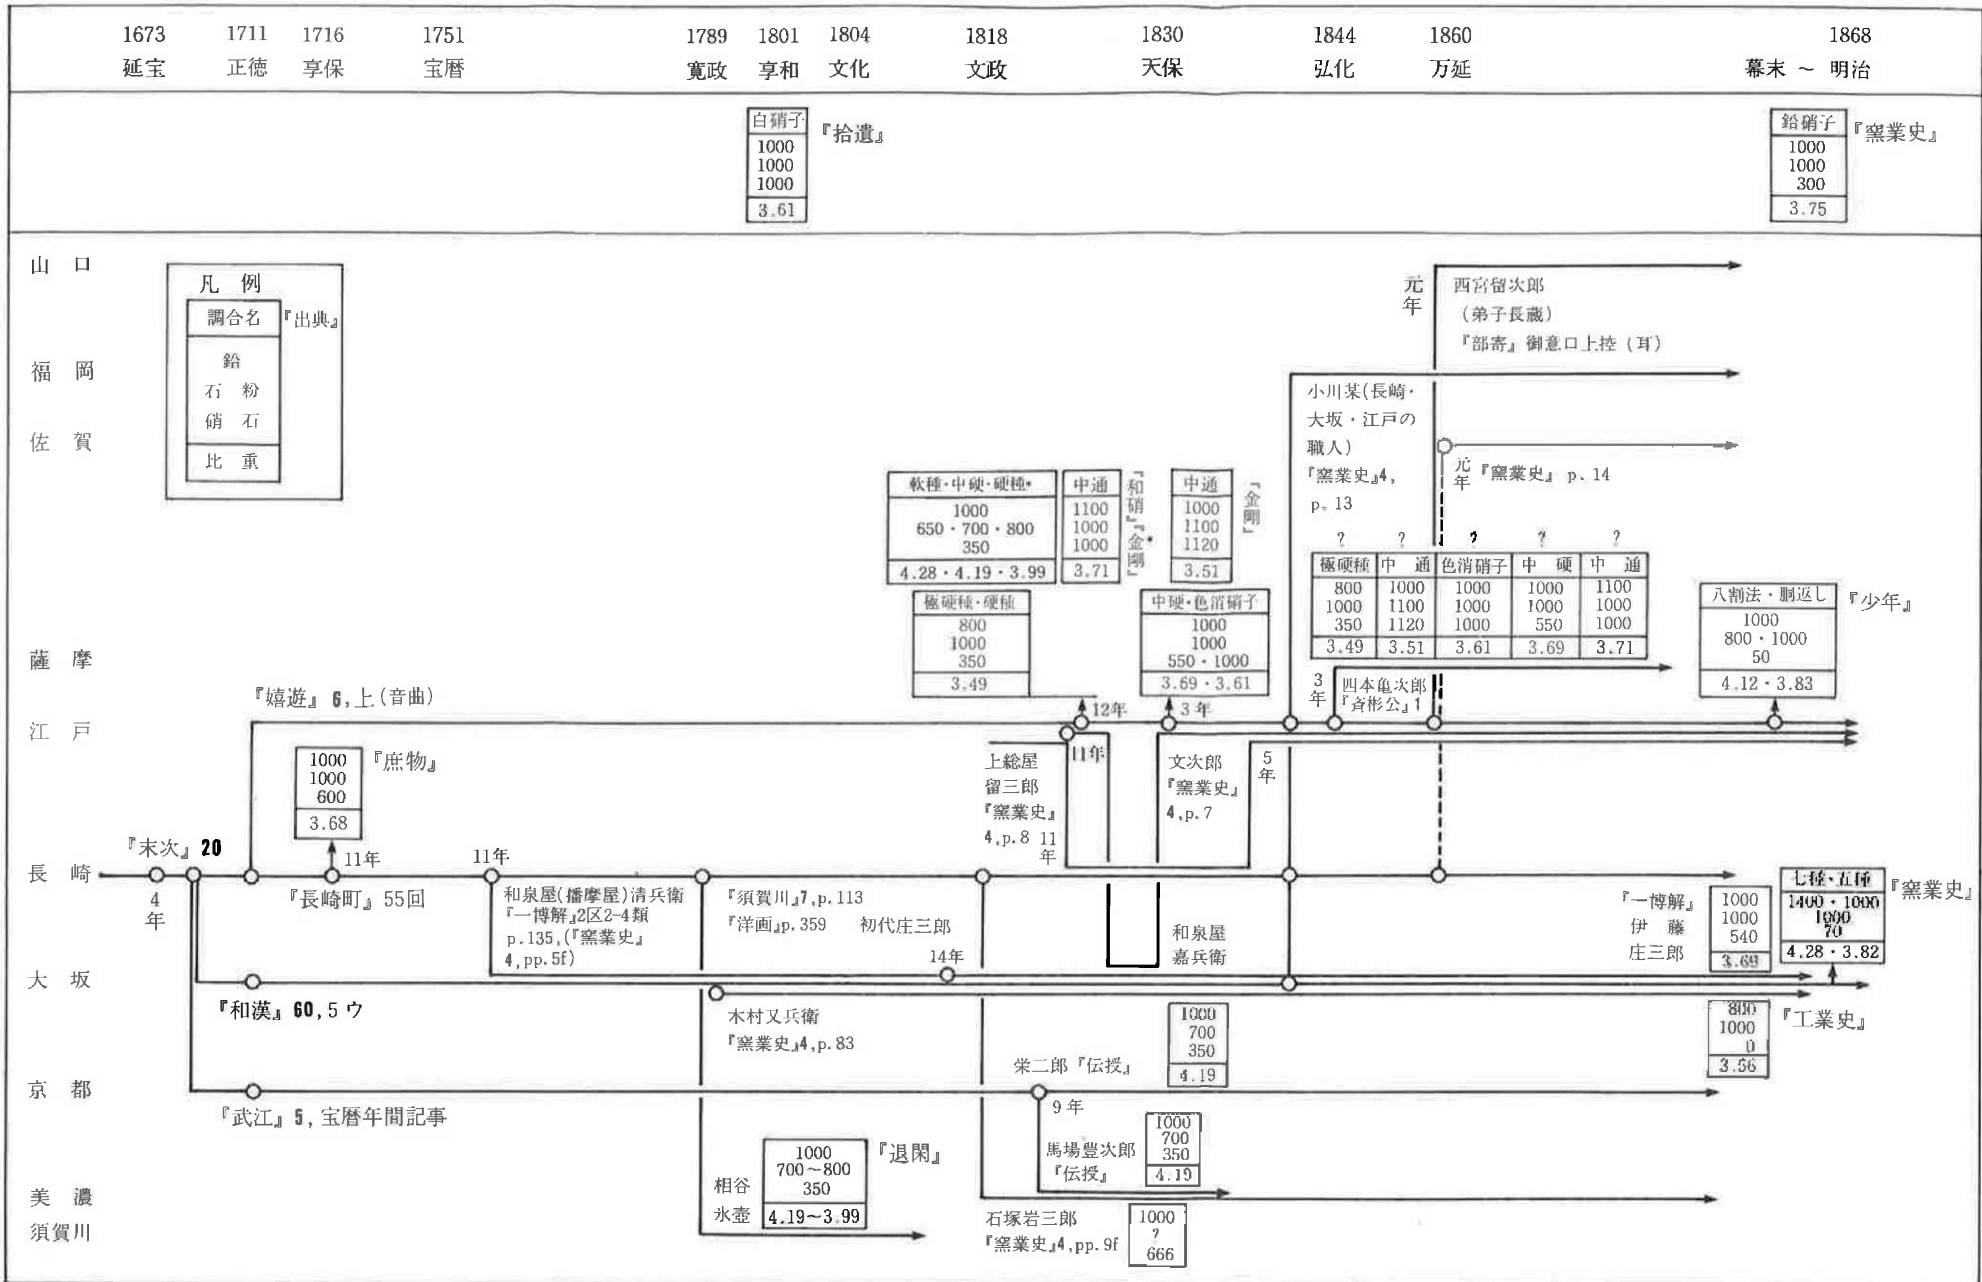 1673 1711 1716 1751 1789 1801 1804 1818 1830 1844 1860 1868
延宝 正徳 享保 宝暦 寛政 享和 文化 文政 天保 弘化 万延 幕末 ～ 明治
白硝子 『拾遺』
1000
1000
1000
3.61
鉛硝子 『窯業史』
1000
1000
300
3.75
山口
福岡
佐賀
薩摩
江戸
長崎
大坂
京都
美濃
須賀川
凡例
調合名 『出典』
鉛
石粉
硝石
比重
元年
西宮留次郎
(弟子長蔵)
『部寄』御意口上控(耳)
小川某(長崎・
大坂・江戸の
職人)
『窯業史』4,
p. 13
元年 『窯業史』 p. 14
軟種・中硬・硬種*
1000
650・700・800
350
4.28・4.19・3.99
中通
1100
1000
1000
3.71
『和硝』『金剛』*
中通
1000
1100
1120
3.51
『金剛』
極硬種・硬種
800
1000
350
3.49
中硬・色消硝子
1000
1000
550・1000
3.69・3.61
? ? ? ? ?
極硬種 中通 色消硝子 中硬 中通
800 1000 1000 1000 1100
1000 1100 1000 1000 1000
350 1120 1000 550 1000
3.49 3.51 3.61 3.69 3.71
八割法・胴返し 『少年』
1000
800・1000
50
4.12・3.83
3年
四本亀次郎
『斉彬公』1
『嬉遊』6,上(音曲)
12年
3年
11年
上総屋
留三郎
『窯業史』
4,p.8
11年
文次郎
『窯業史』
4,p.7
5年
1000 『庶物』
1000
600
3.68
『末次』20
4年
11年
『長崎町』55回
11年
和泉屋(播摩屋)清兵衛
『一博解』2区2-4類
p.135,(『窯業史』
4,pp.5f)
『須賀川』7,p.113
『洋画』p.359 初代庄三郎
14年
和泉屋
嘉兵衛
『一博解』
伊藤
庄三郎
1000
1000
540
3.69
七種・五種 『窯業史』
1400・1000
1000
70
4.28・3.82
『和漢』60,5ウ
木村又兵衛
『窯業史』4,p.83
栄二郎『伝授』
1000
700
350
4.19
800 『工業史』
1000
0
3.56
『武江』5,宝暦年間記事
9年
馬場豊次郎
『伝授』
1000
700
350
4.19
相谷
氷壺
1000 『退閑』
700～800
350
4.19～3.99
石塚岩三郎
『窯業史』4,pp.9f
1000
?
666